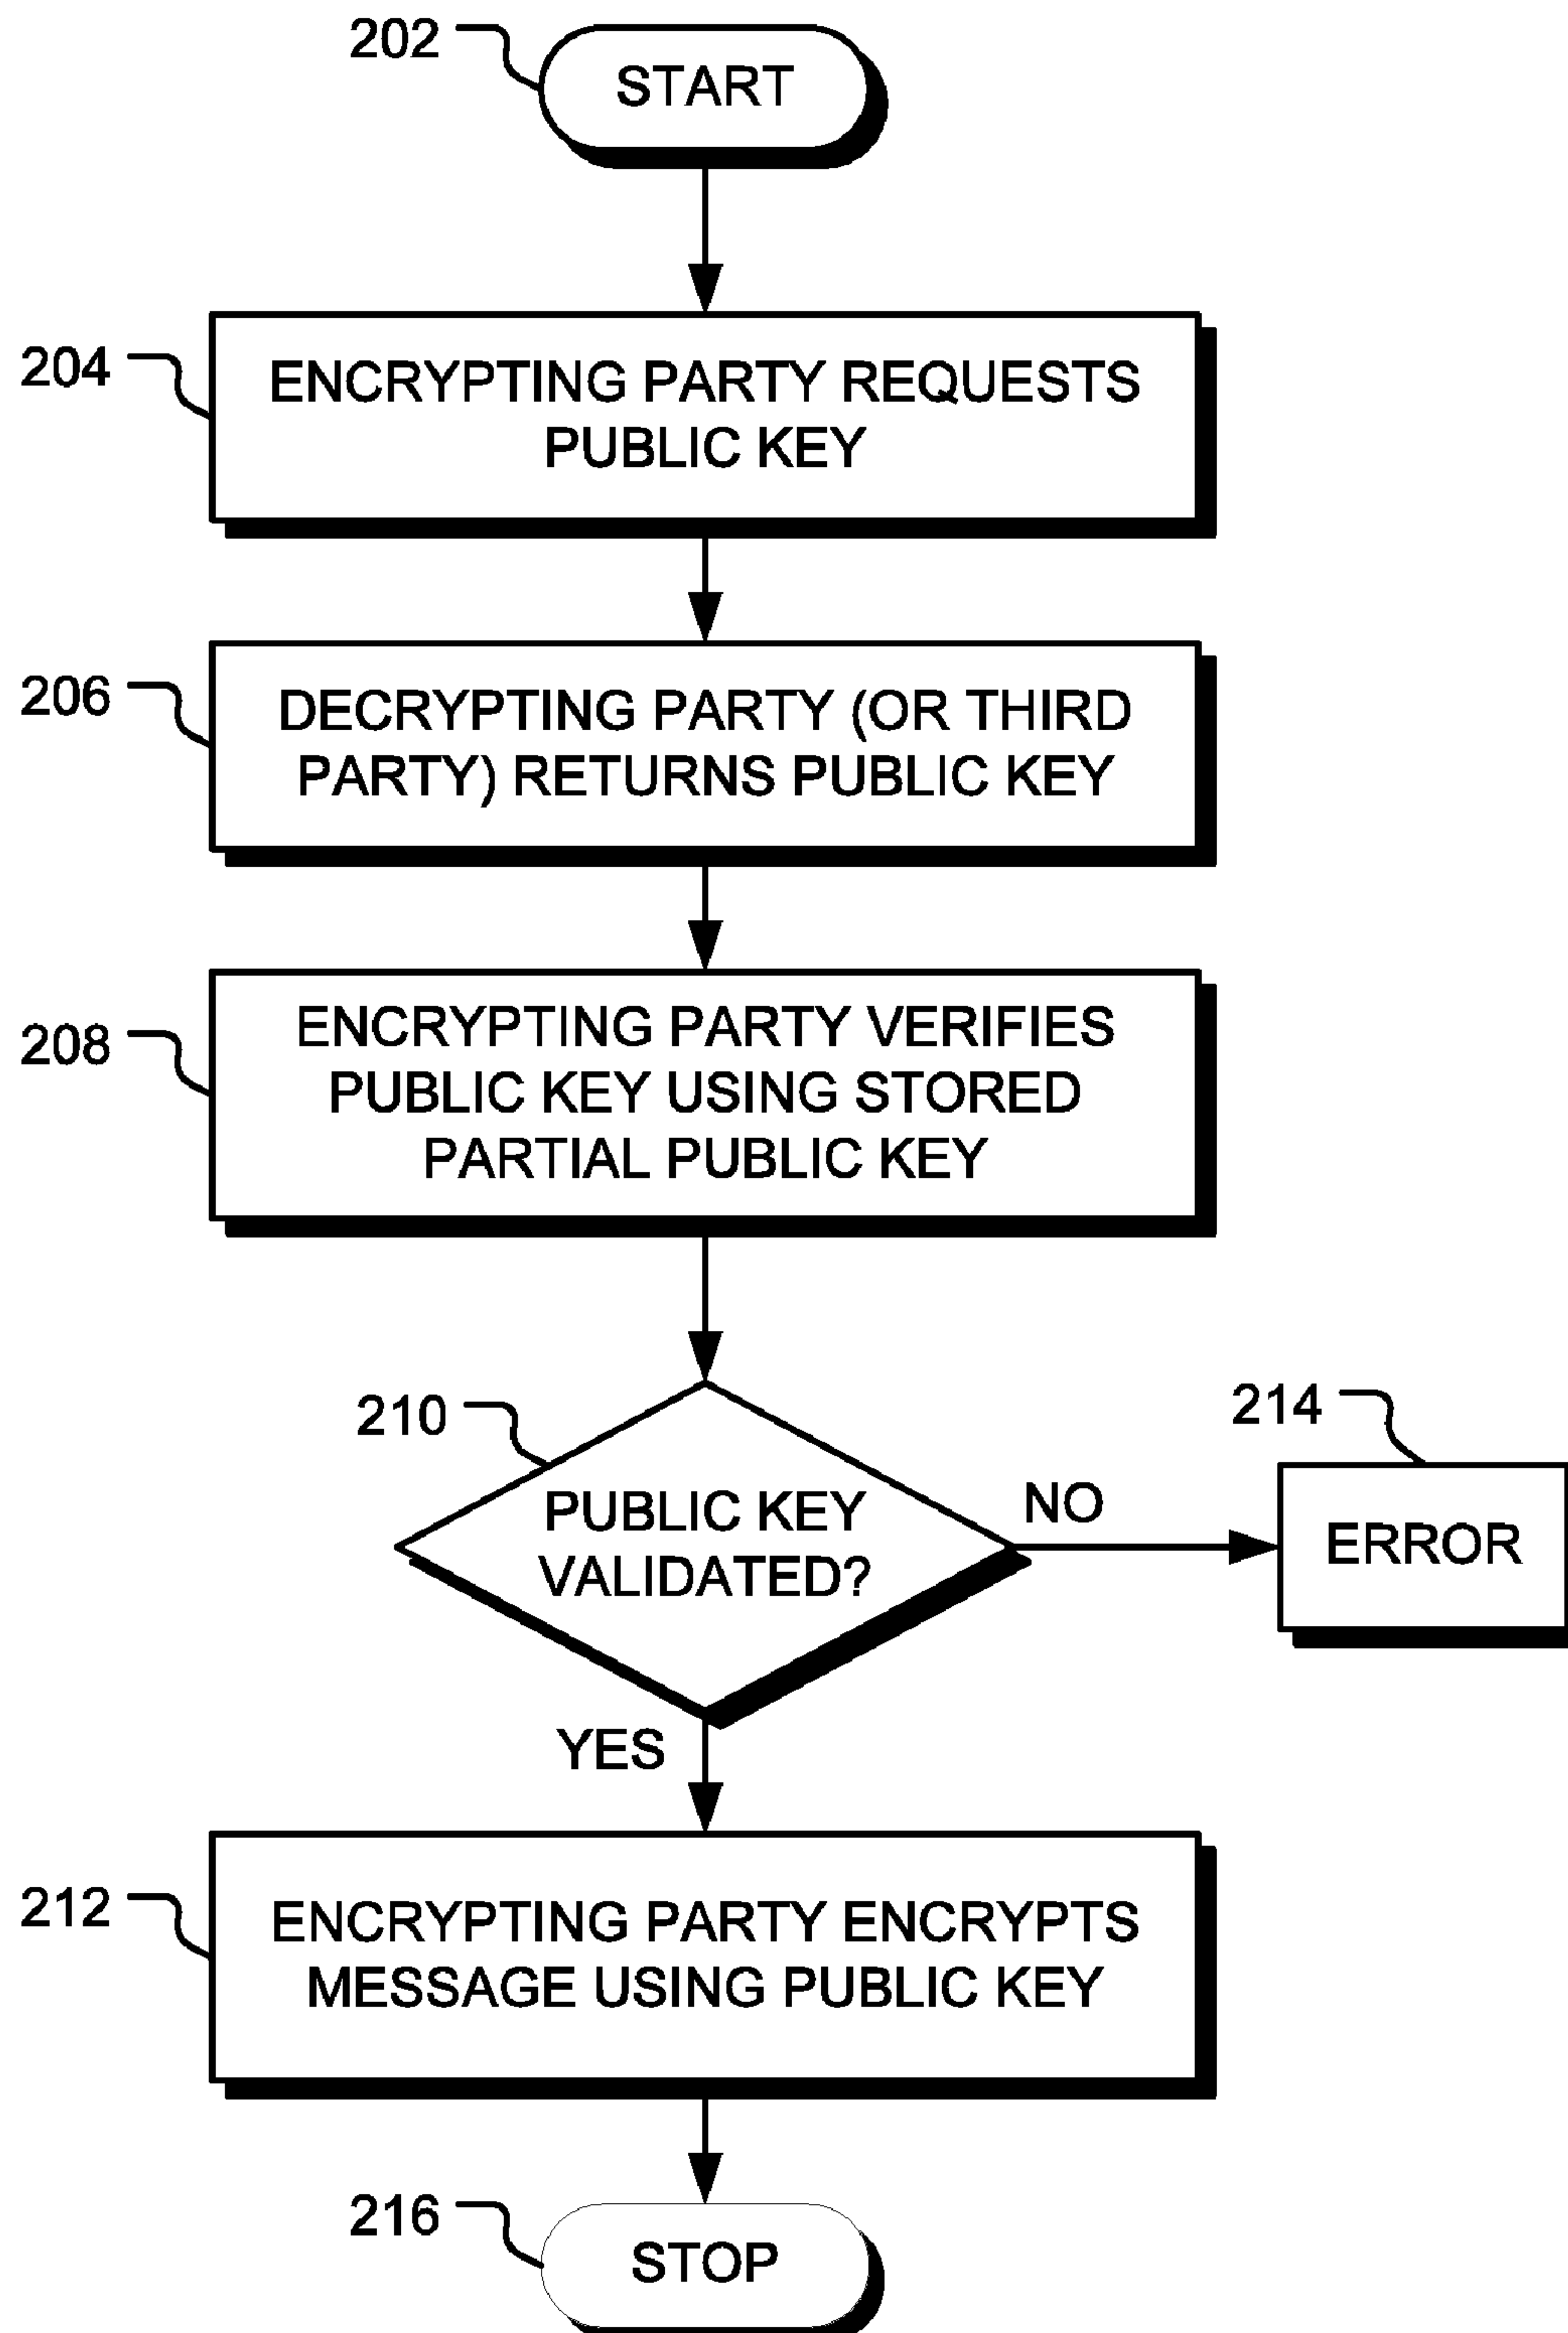 202
START
204
ENCRYPTING PARTY REQUESTS
PUBLIC KEY
206
DECRYPTING PARTY (OR THIRD
PARTY) RETURNS PUBLIC KEY
208
ENCRYPTING PARTY VERIFIES
PUBLIC KEY USING STORED
PARTIAL PUBLIC KEY
210
PUBLIC KEY
VALIDATED?
NO
214
ERROR
YES
212
ENCRYPTING PARTY ENCRYPTS
MESSAGE USING PUBLIC KEY
216
STOP